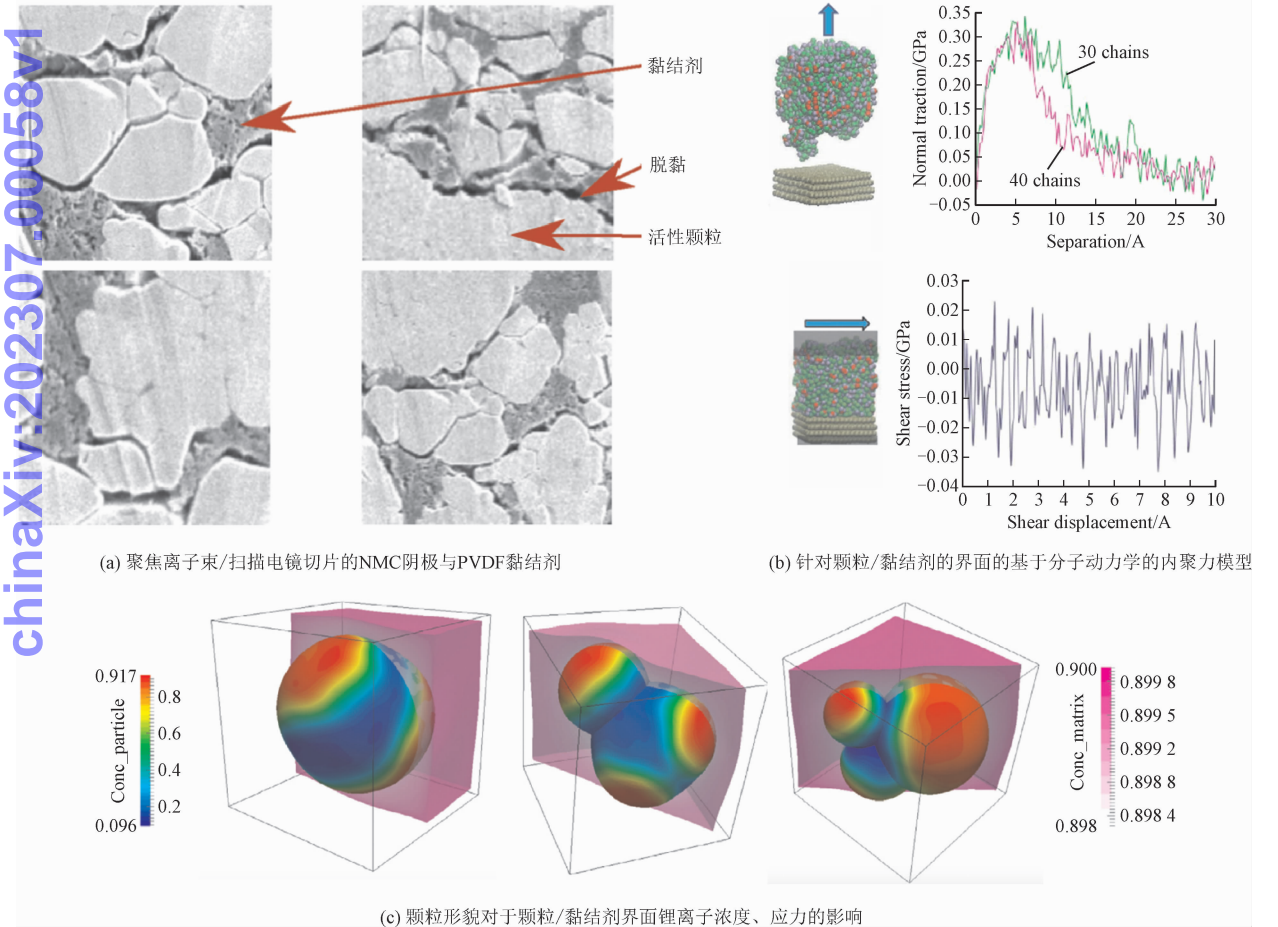 chinaXiv:202307.00058v1
黏结剂
脱黏
活性颗粒
Normal traction/GPa
0.35
0.30
0.25
0.20
0.15
0.10
0.05
0.00
−0.05
30 chains
40 chains
0 5 10 15 20 25 30
Separation/A
Shear stress/GPa
0.03
0.02
0.01
0.00
−0.01
−0.02
−0.03
−0.04
0 1 2 3 4 5 6 7 8 9 10
Shear displacement/A
(a) 聚焦离子束/扫描电镜切片的NMC阴极与PVDF黏结剂
(b) 针对颗粒/黏结剂的界面的基于分子动力学的内聚力模型
Conc_particle
0.917
0.8
0.6
0.4
0.2
0.096
Conc_matrix
0.900
0.899 8
0.899 5
0.899 2
0.898 8
0.898 4
0.898
(c) 颗粒形貌对于颗粒/黏结剂界面锂离子浓度、应力的影响